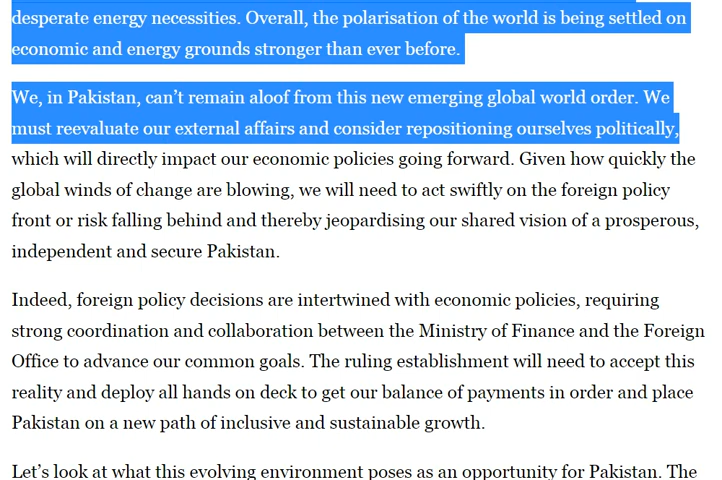 desperate energy necessities. Overall, the polarisation of the world is being settled on
economic and energy grounds stronger than ever before.
We, in Pakistan, can’t remain aloof from this new emerging global world order. We
must reevaluate our external affairs and consider repositioning ourselves politically,
which will directly impact our economic policies going forward. Given how quickly the
global winds of change are blowing, we will need to act swiftly on the foreign policy
front or risk falling behind and thereby jeopardising our shared vision of a prosperous,
independent and secure Pakistan.
Indeed, foreign policy decisions are intertwined with economic policies, requiring
strong coordination and collaboration between the Ministry of Finance and the Foreign
Office to advance our common goals. The ruling establishment will need to accept this
reality and deploy all hands on deck to get our balance of payments in order and place
Pakistan on a new path of inclusive and sustainable growth.
Let’s look at what this evolving environment poses as an opportunity for Pakistan. The